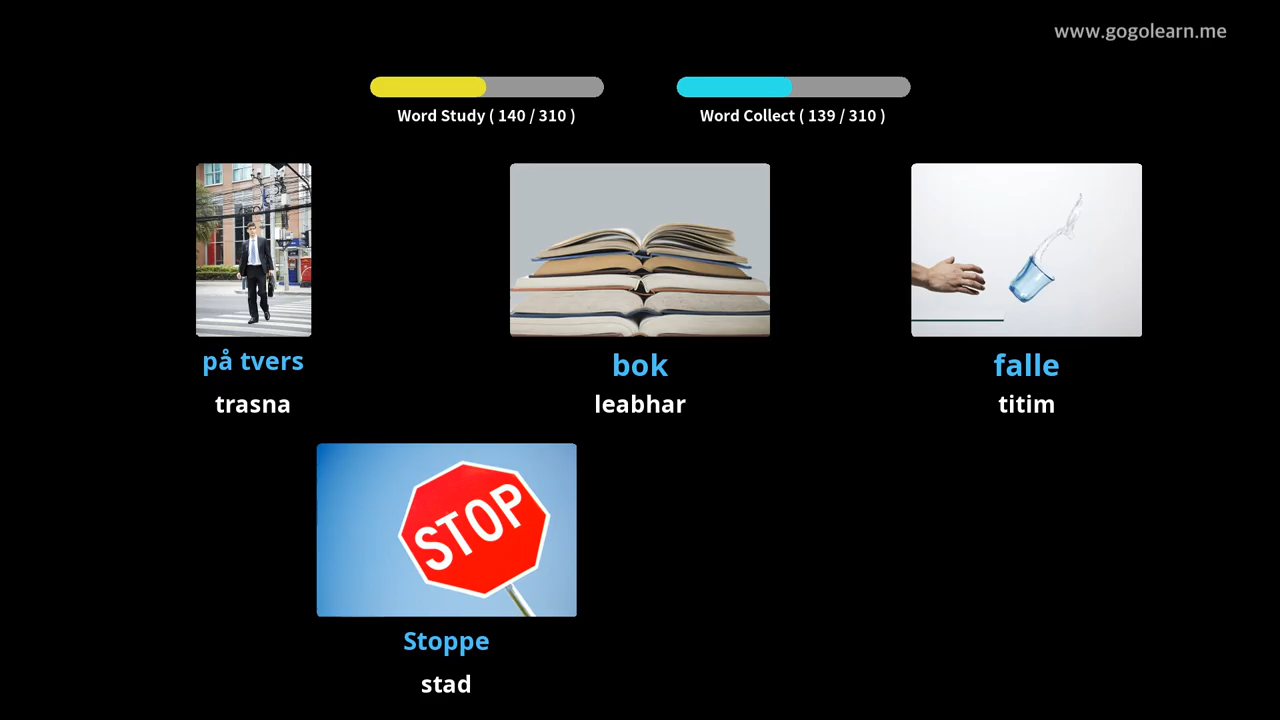 www.gogolearn.me
Word Study ( 140 / 310 )
Word Collect ( 139 / 310 )
på tvers
trasna
bok
leabhar
falle
titim
STOP
Stoppe
stad